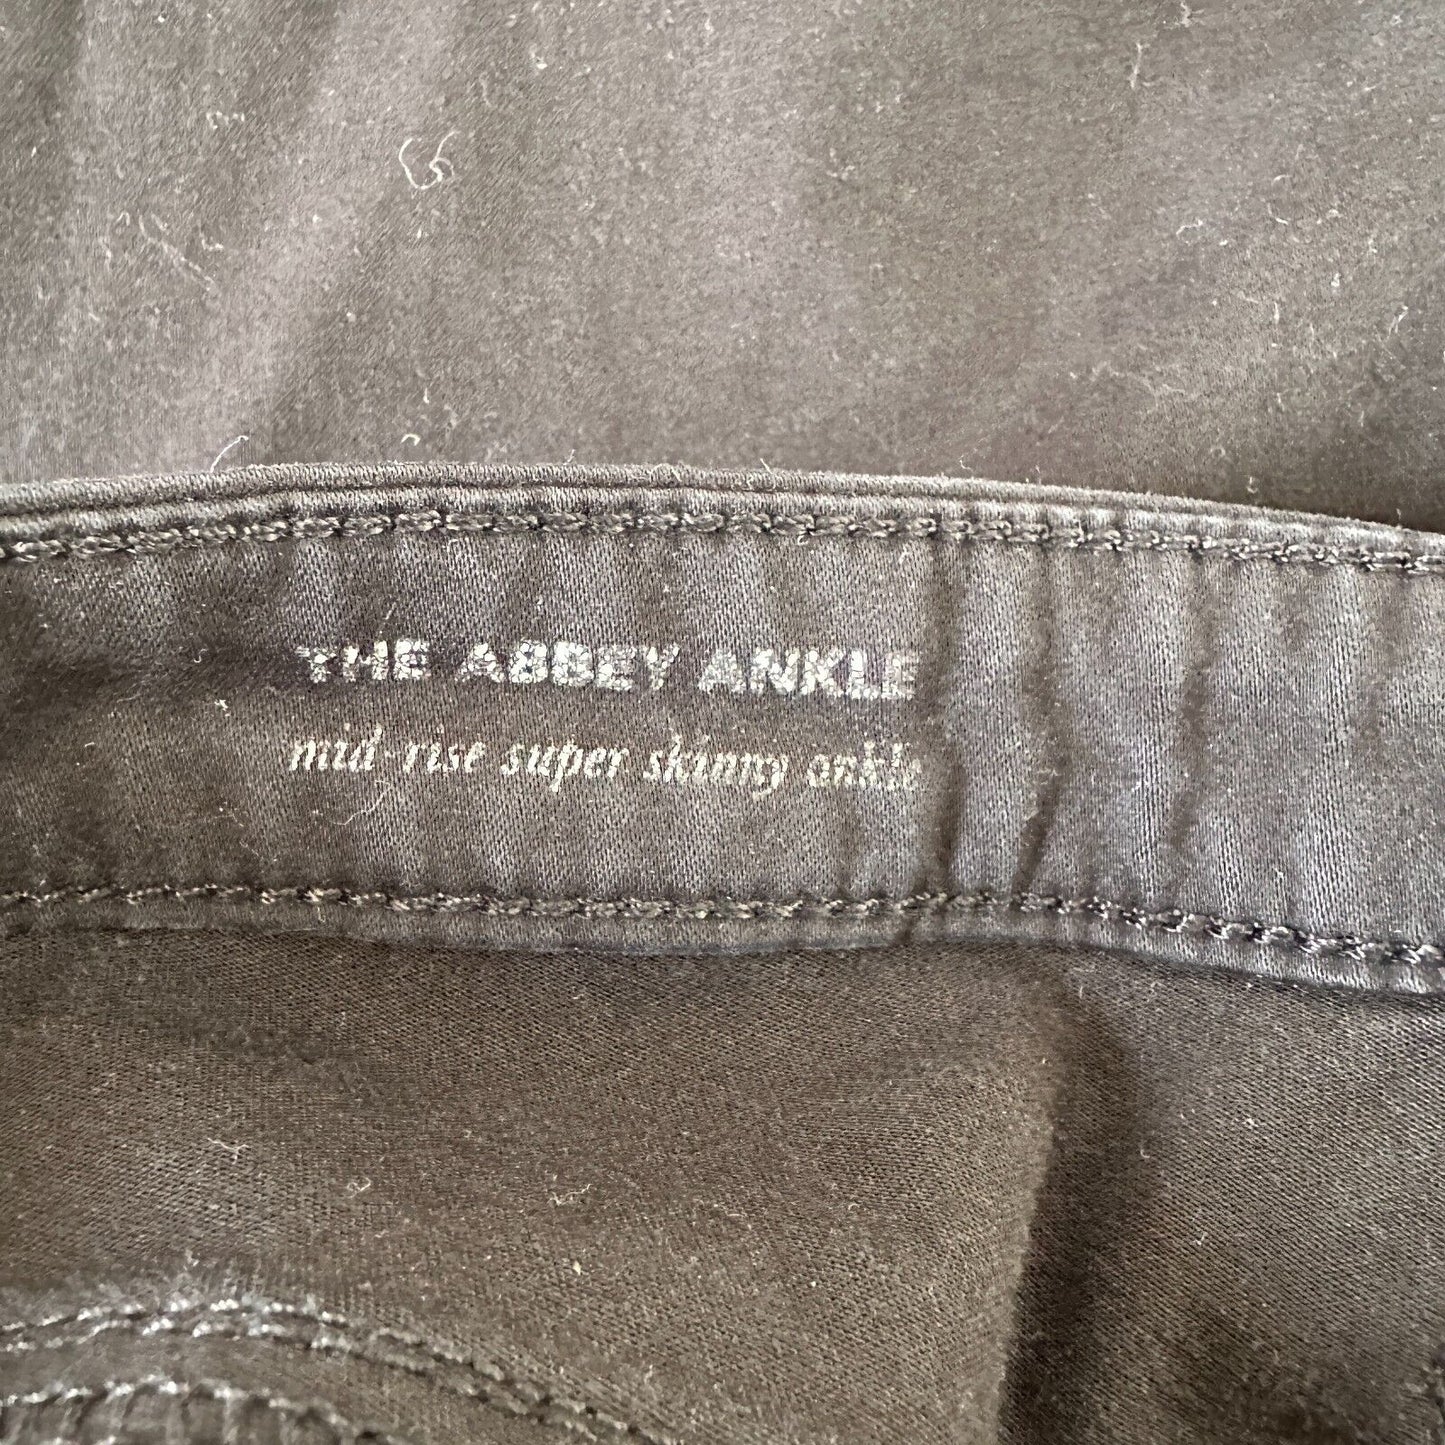 THE ABBEY ANKLE
mid-rise super skinny ankle